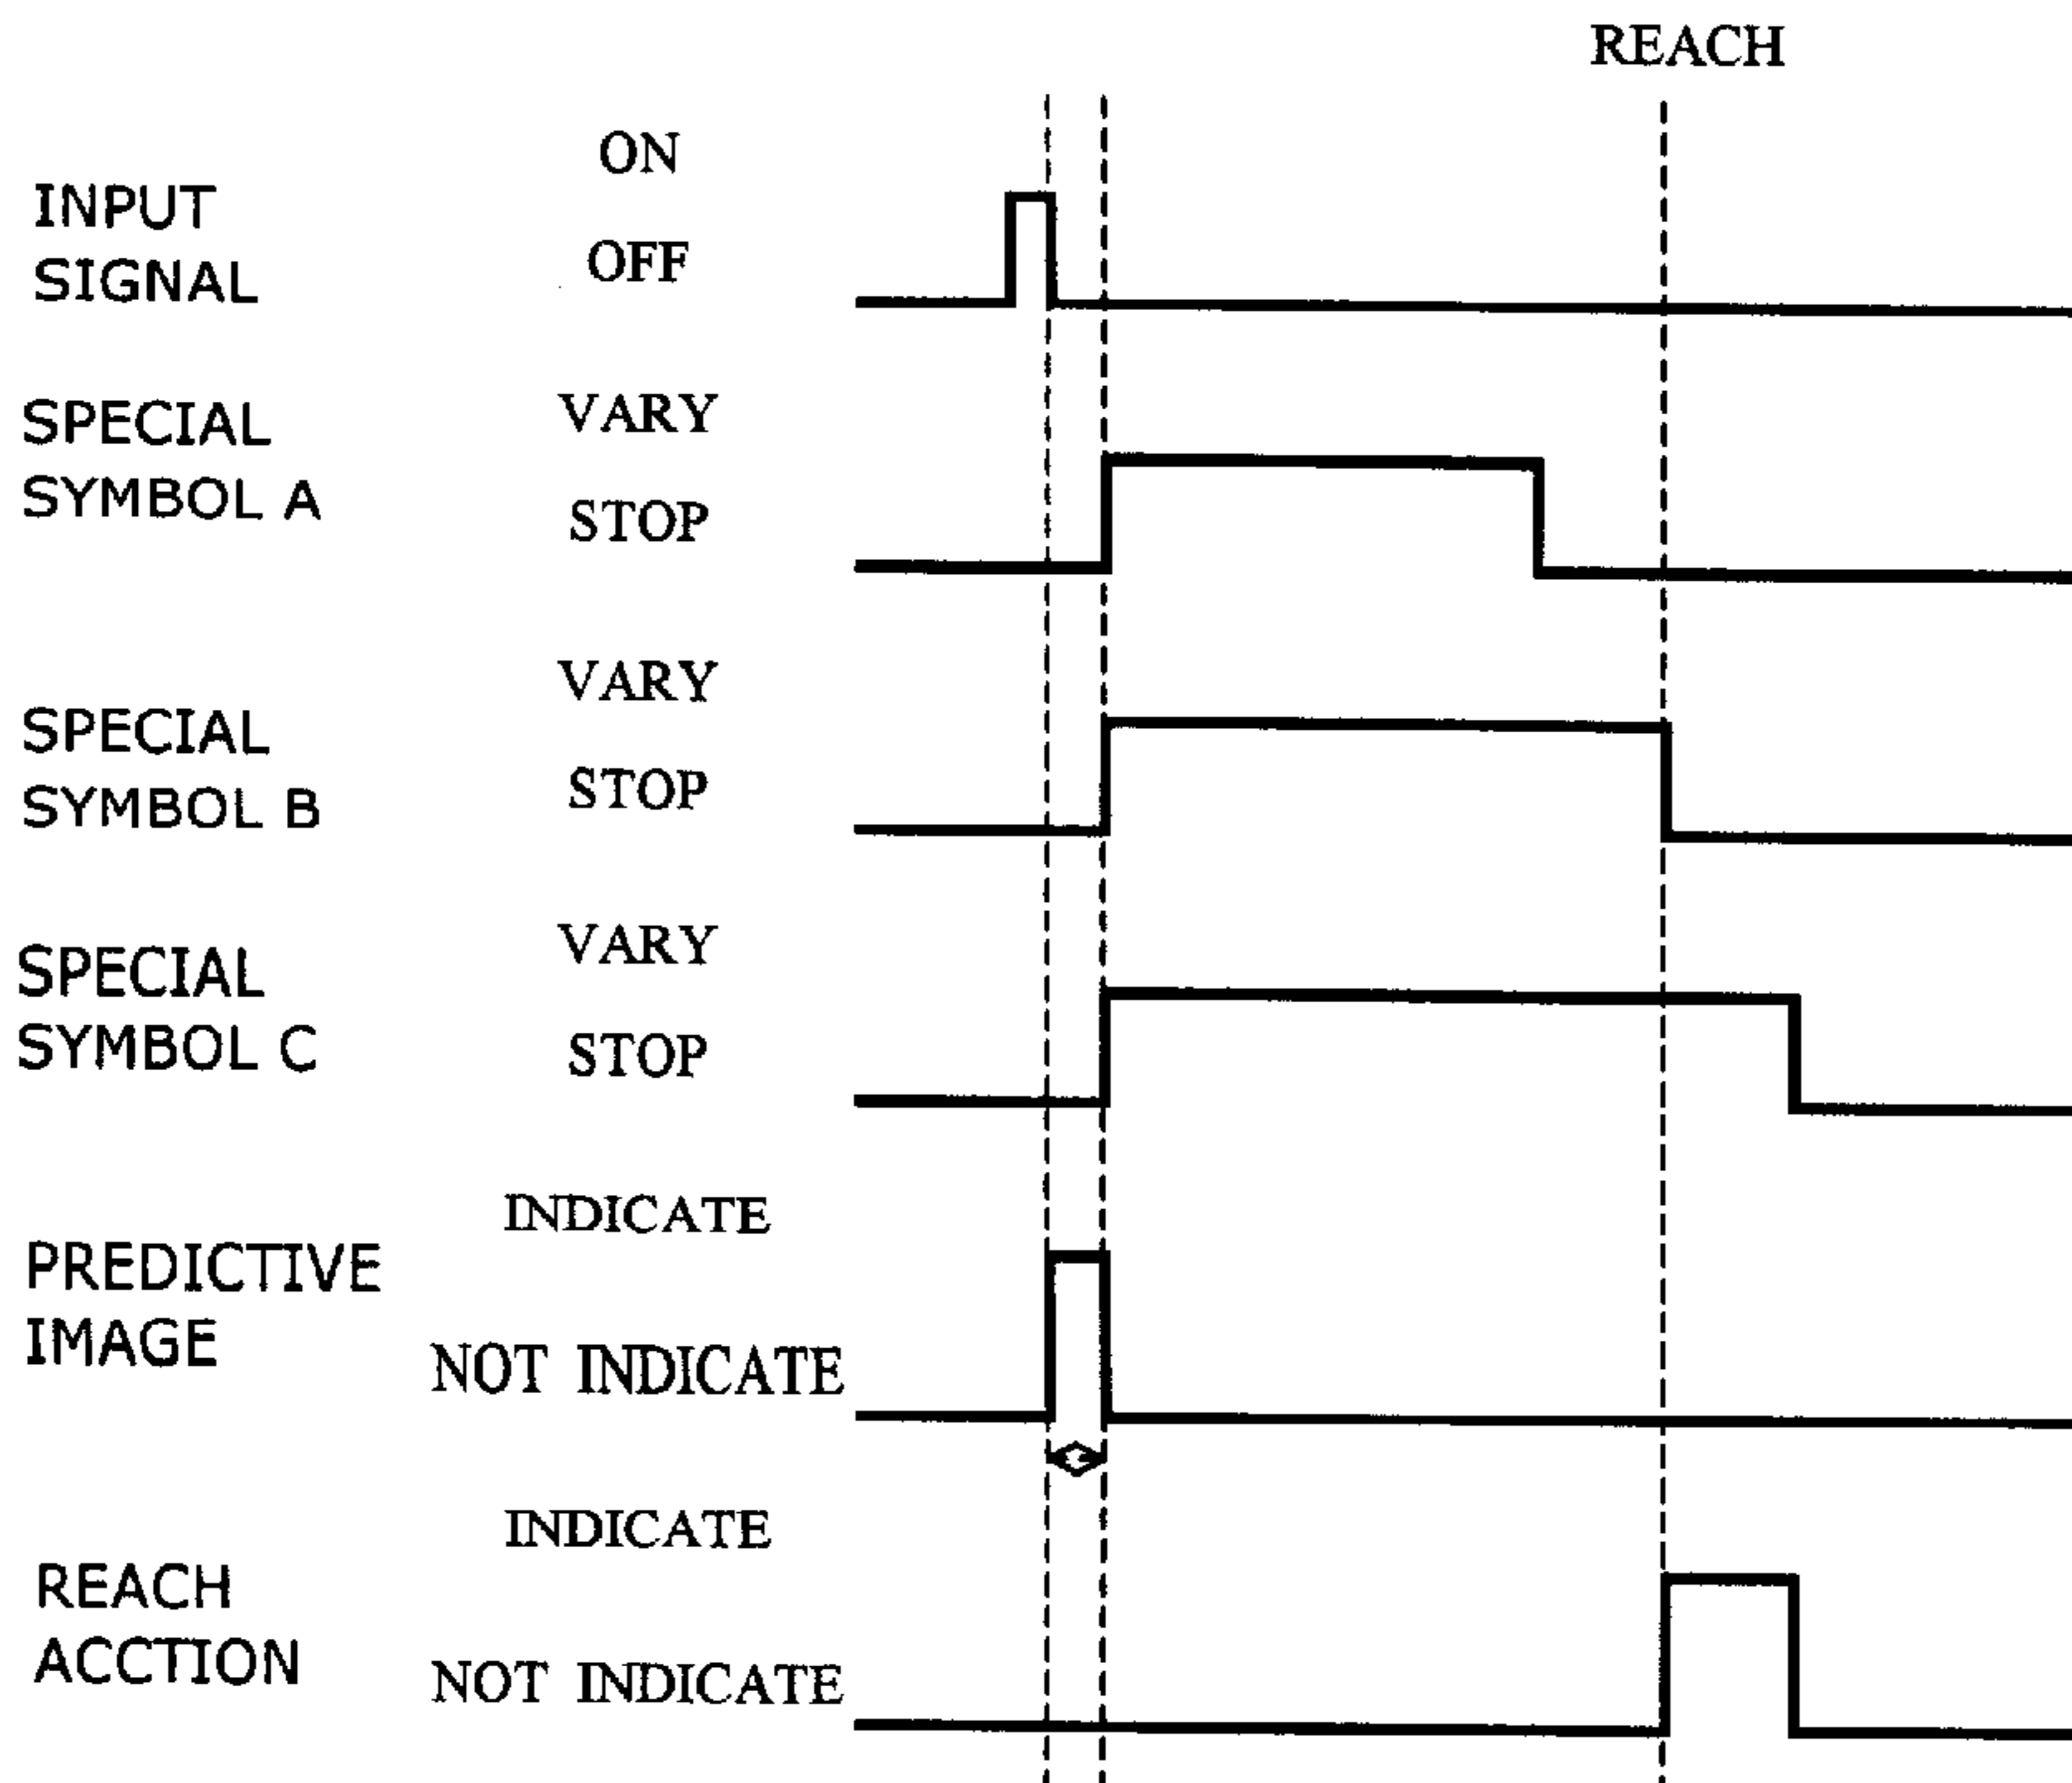 REACH
INPUT
SIGNAL
ON
OFF
SPECIAL
SYMBOL A
VARY
STOP
SPECIAL
SYMBOL B
VARY
STOP
SPECIAL
SYMBOL C
VARY
STOP
PREDICTIVE
IMAGE
INDICATE
NOT INDICATE
REACH
ACCTION
INDICATE
NOT INDICATE